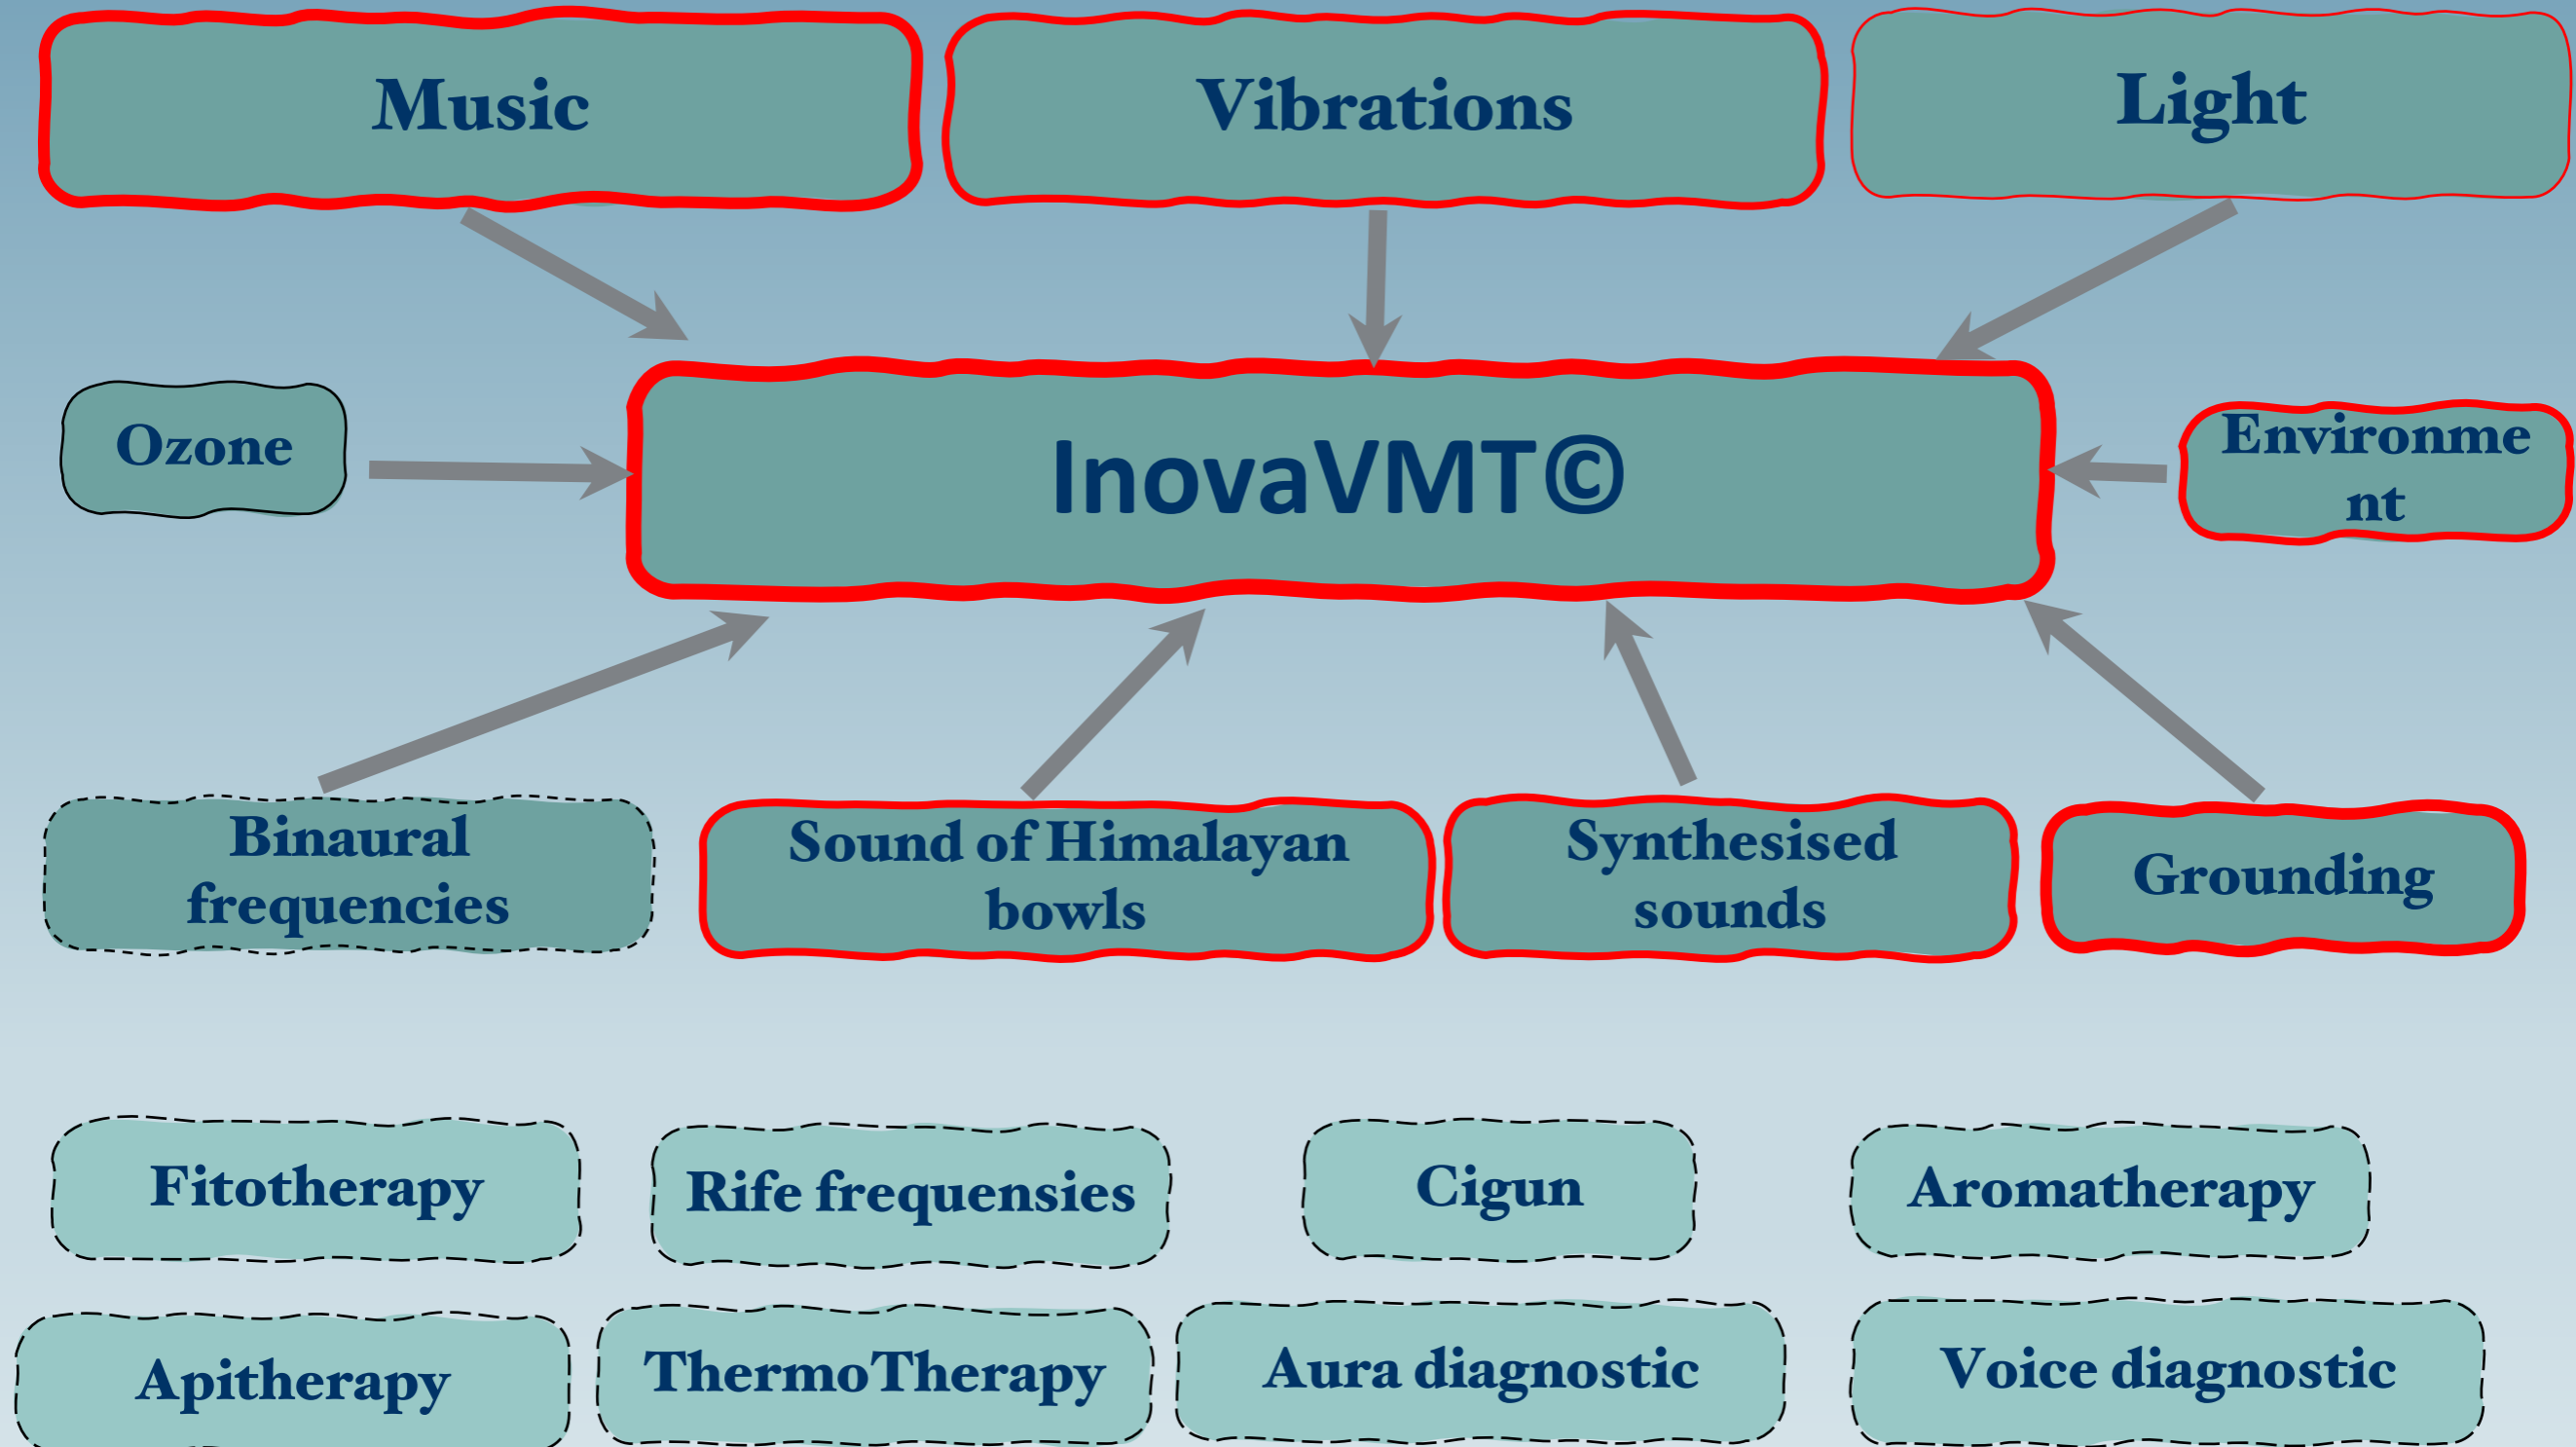 Music
Vibrations
Light
Ozone
InovaVMT©
Environme
nt
Binaural
frequencies
Sound of Himalayan
bowls
Synthesised
sounds
Grounding
Fitotherapy
Rife frequensies
Cigun
Aromatherapy
Apitherapy
ThermoTherapy
Aura diagnostic
Voice diagnostic